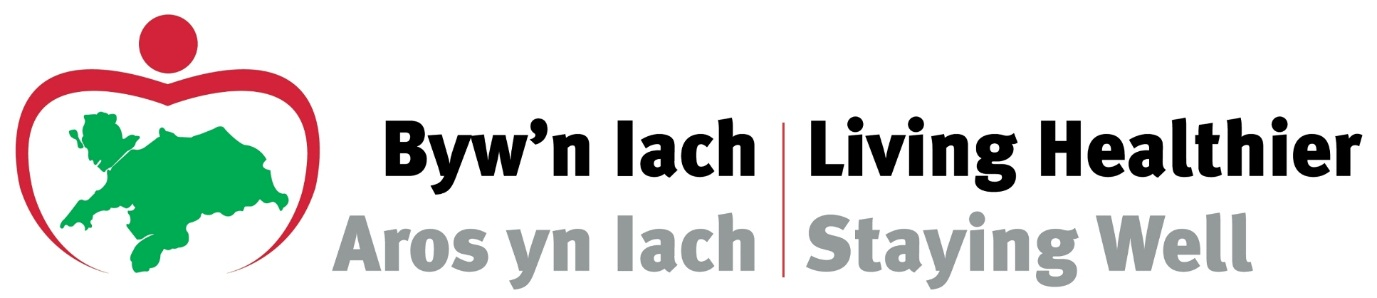 Byw’n Iach
Aros yn Iach
Living Healthier
Staying Well